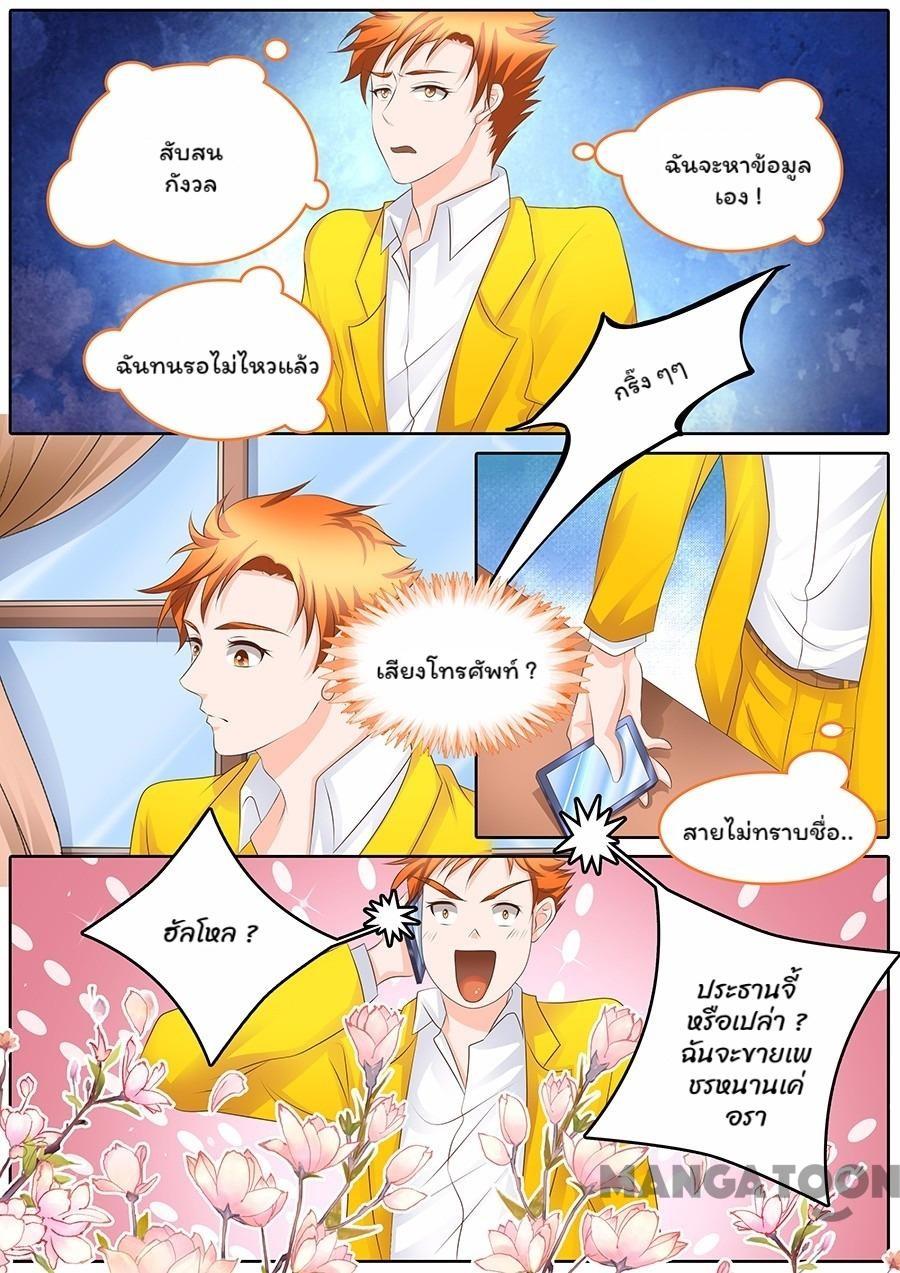 สับสน
กังวล
ฉันจะหาข้อมูล
เอง !
ฉันทนรอไม่ไหวแล้ว
กริ๊ง ๆๆ
เสียงโทรศัพท์ ?
สายไม่ทราบชื่อ..
ฮัลโหล ?
ประธานจี้
หรือเปล่า ?
ฉันจะขายเพ
ชรหนานเค่
อรา
MANGATOON